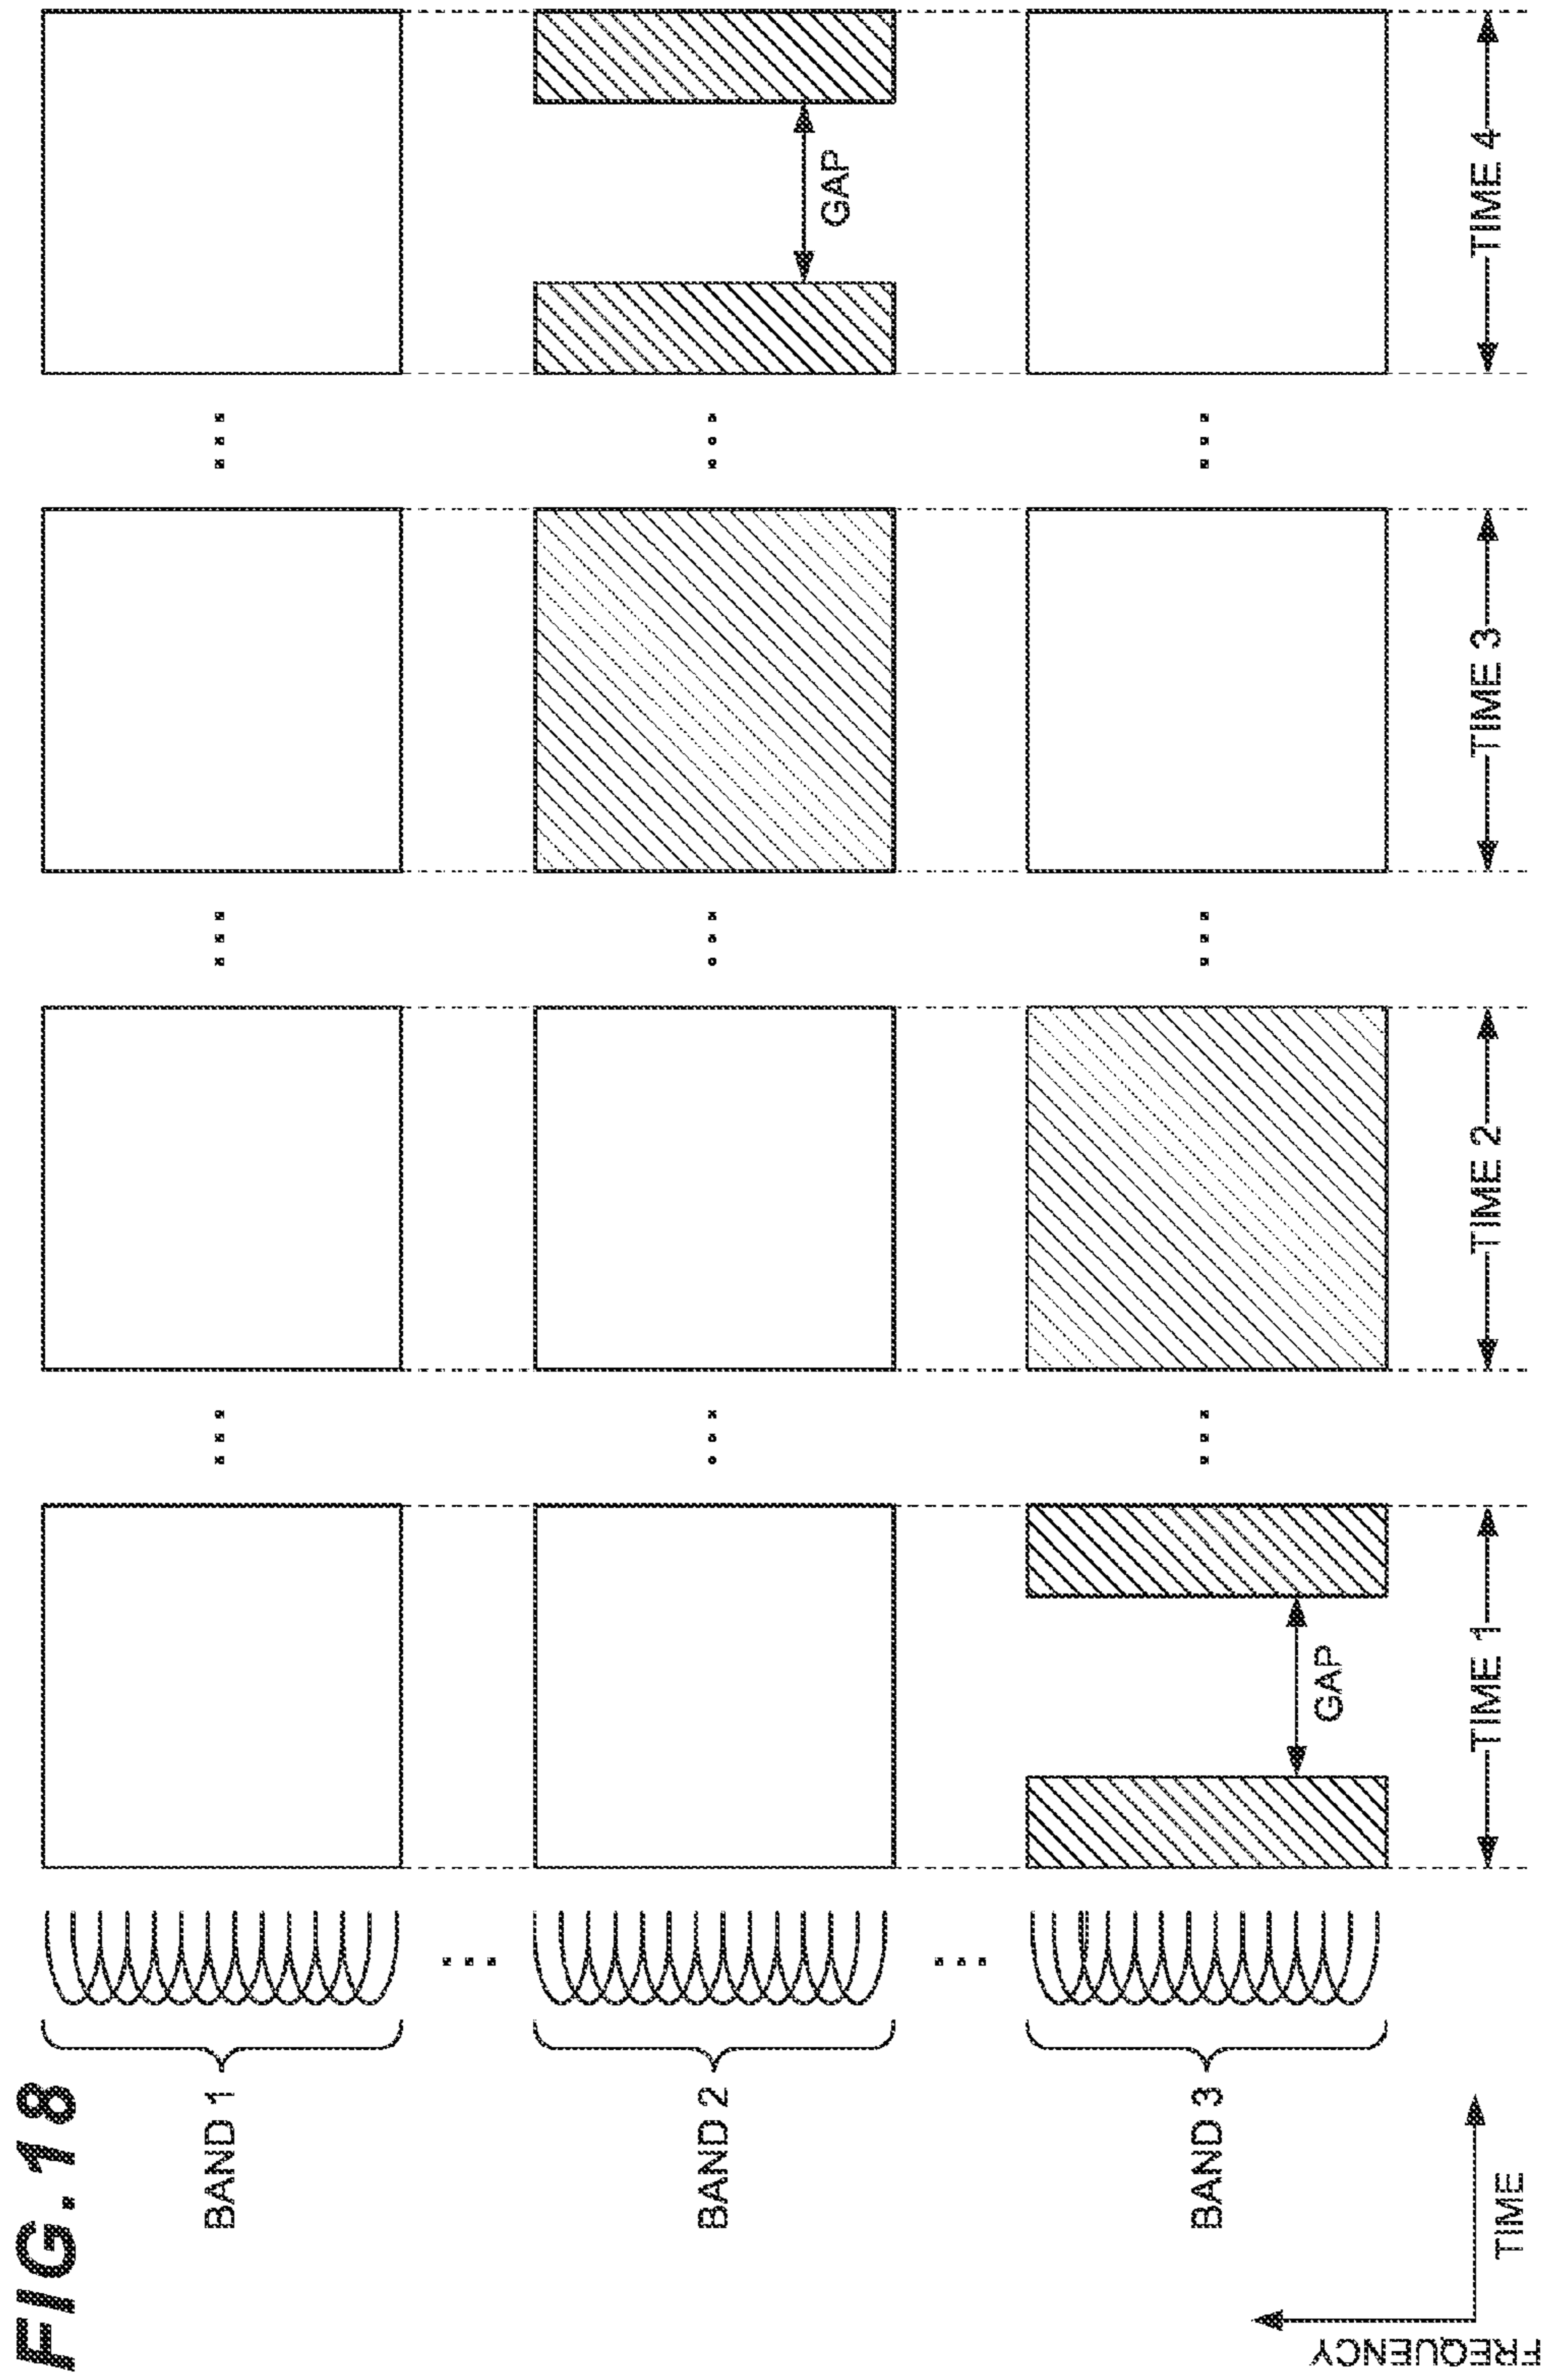 FIG. 18
BAND 1
BAND 2
GAP
BAND 3
GAP
TIME 1
TIME 2
TIME 3
TIME 4
FREQUENCY
TIME